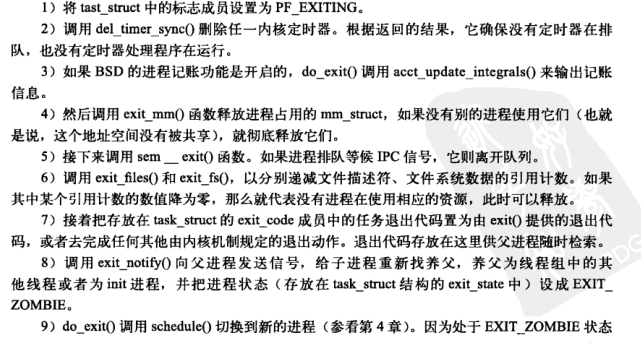 1）将 tast_struct 中的标志成员设置为 PF_EXITING。
2）调用 del_timer_sync() 删除任一内核定时器。根据返回的结果，它确保没有定时器在排
队，也没有定时器处理程序在运行。
3）如果 BSD 的进程记账功能是开启的，do_exit() 调用 acct_update_integrals() 来输出记账
信息。
4）然后调用 exit_mm() 函数释放进程占用的 mm_struct，如果没有别的进程使用它们（也就
是说，这个地址空间没有被共享），就彻底释放它们。
5）接下来调用 sem __ exit() 函数。如果进程排队等候 IPC 信号，它则离开队列。
6）调用 exit_files() 和 exit_fs()，以分别递减文件描述符、文件系统数据的引用计数。如果
其中某个引用计数的数值降为零，那么就代表没有进程在使用相应的资源，此时可以释放。
7）接着把存放在 task_struct 的 exit_code 成员中的任务退出代码置为由 exit() 提供的退出代
码，或者去完成任何其他由内核机制规定的退出动作。退出代码存放在这里供父进程随时检索。
8）调用 exit_notify() 向父进程发送信号，给子进程重新找养父，养父为线程组中的其
他线程或者为 init 进程，并把进程状态（存放在 task_struct 结构的 exit_state 中）设成 EXIT_
ZOMBIE。
9）do_exit() 调用 schedule() 切换到新的进程（参看第 4 章）。因为处于 EXIT_ZOMBIE 状态